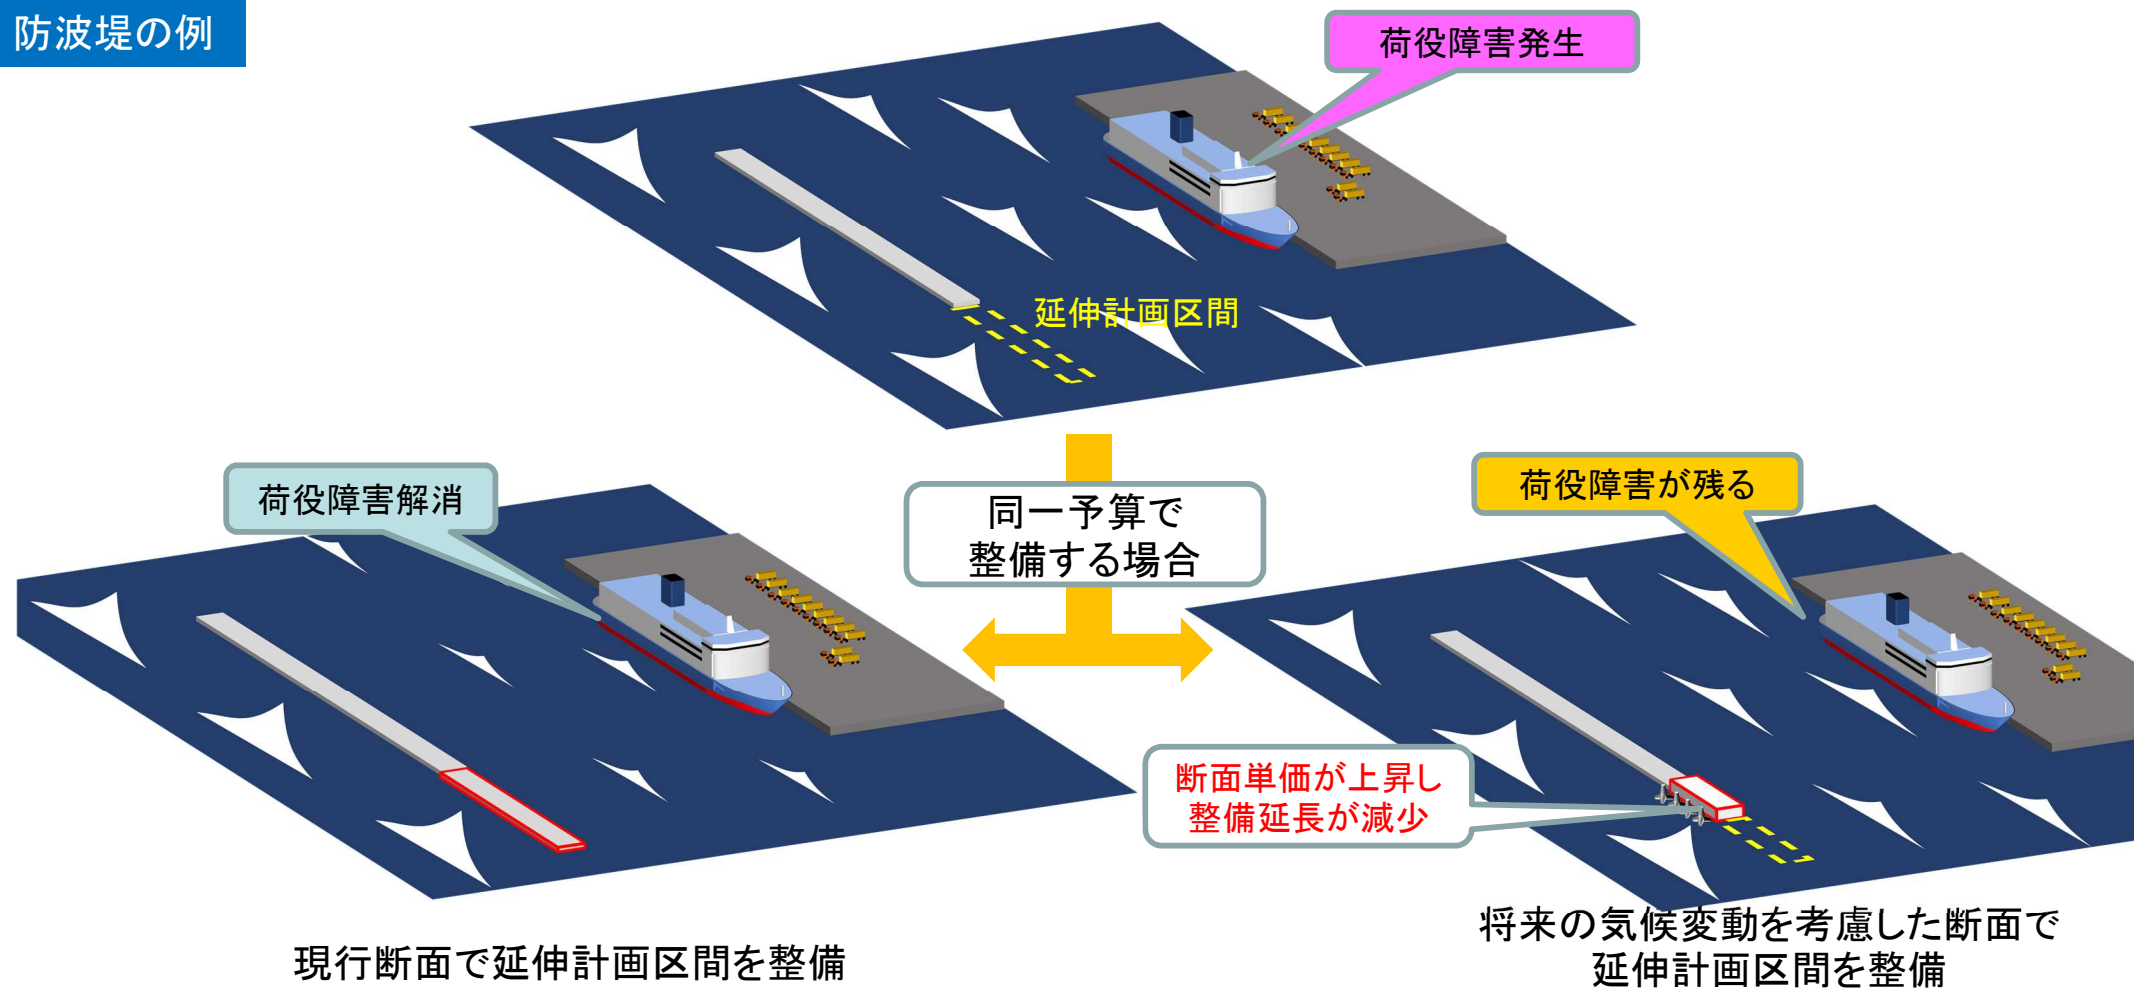 防波堤の例
荷役障害発生
延伸計画区間
荷役障害解消
同一予算で
整備する場合
荷役障害が残る
断面単価が上昇し
整備延長が減少
現行断面で延伸計画区間を整備
将来の気候変動を考慮した断面で
延伸計画区間を整備